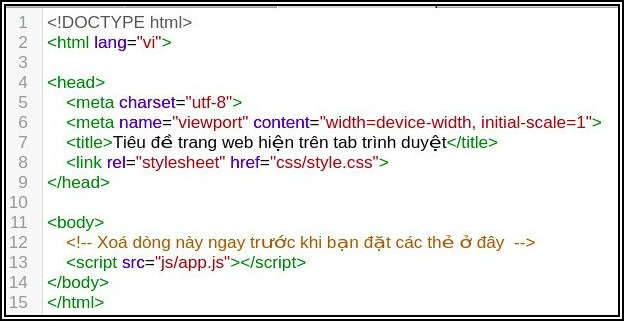 1 <!DOCTYPE html>
2 <html lang="vi">
3
4 <head>
5 <meta charset="utf-8">
6 <meta name="viewport" content="width=device-width, initial-scale=1">
7 <title>Tiêu đề trang web hiện trên tab trình duyệt</title>
8 <link rel="stylesheet" href="css/style.css">
9 </head>
10
11 <body>
12 <!-- Xoá dòng này ngay trước khi bạn đặt các thẻ ở đây -->
13 <script src="js/app.js"></script>
14 </body>
15 </html>